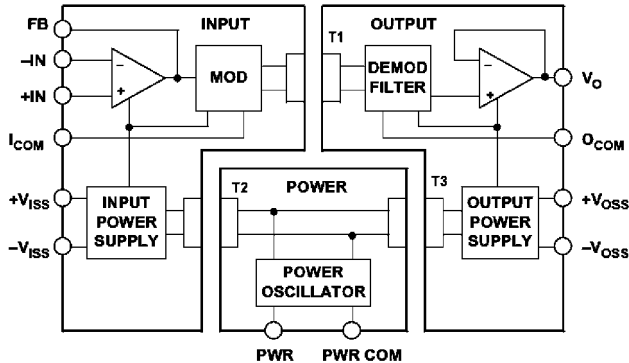 FB
INPUT
OUTPUT
–IN
T1
MOD
DEMOD
FILTER
VO
+IN
ICOM
OCOM
T2
POWER
T3
+VISS
INPUT
POWER
SUPPLY
OUTPUT
POWER
SUPPLY
+VOSS
–VISS
–VOSS
POWER
OSCILLATOR
PWR
PWR COM